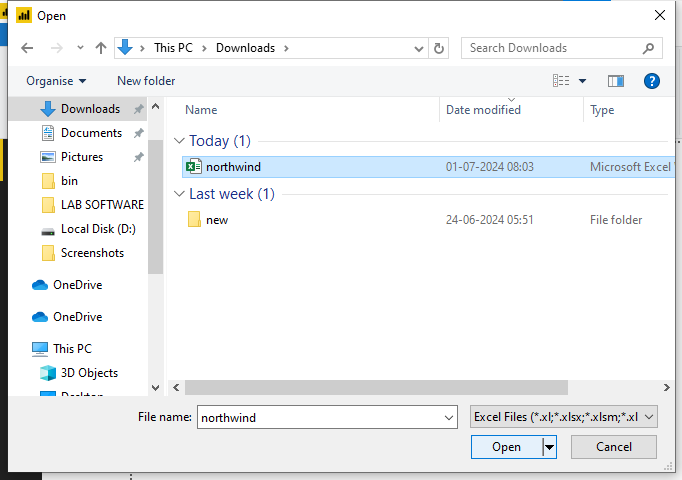 Open
This PC > Downloads >
Search Downloads
Organise
New folder
Name
Date modified
Type
Downloads
Documents
Pictures
bin
LAB SOFTWARE
Local Disk (D:)
Screenshots
OneDrive
OneDrive
This PC
3D Objects
Today (1)
northwind 01-07-2024 08:03 Microsoft Excel
Last week (1)
new 24-06-2024 05:51 File folder
File name: northwind
Excel Files (*.xl;*.xlsx;*.xlsm;*.xl
Open
Cancel